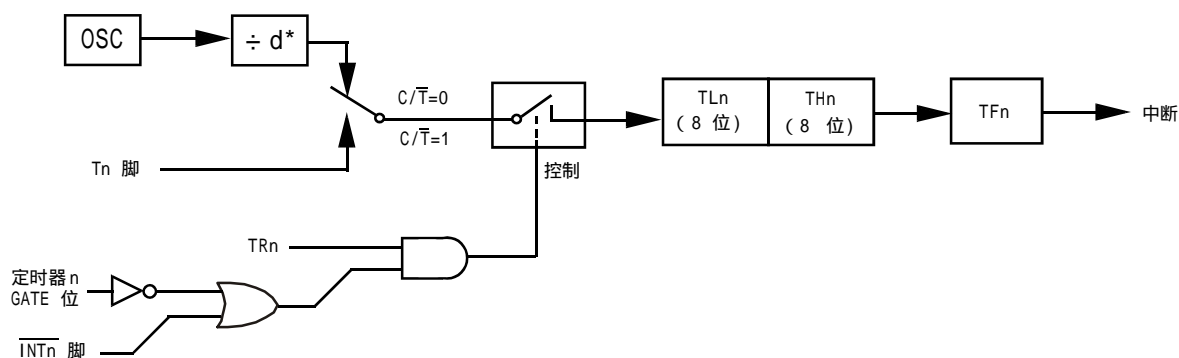 OSC
÷ d*
C/T̅=0
C/T̅=1
Tn 脚
控制
TLn
(8 位)
THn
(8 位)
TFn
中断
TRn
定时器n
GATE 位
I̅N̅T̅n̅ 脚